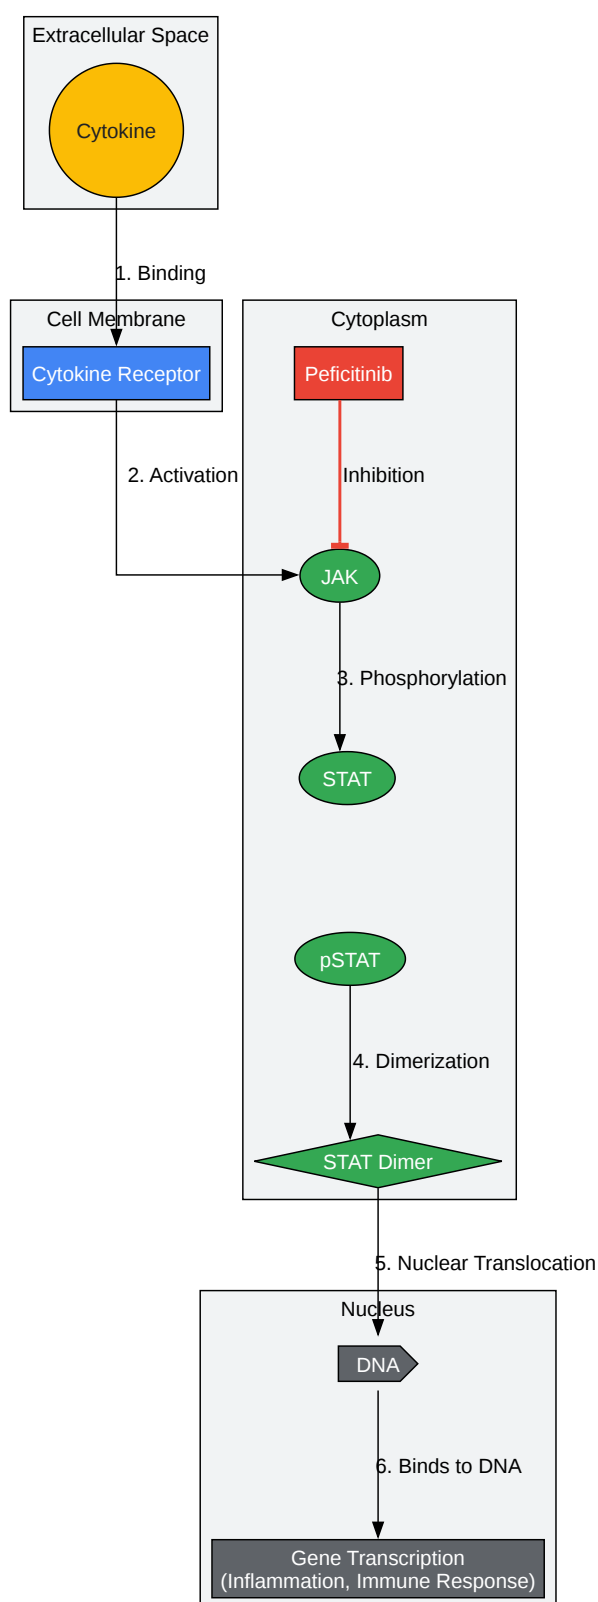 Extracellular Space
Cytokine
1. Binding
Cell Membrane
Cytokine Receptor
Cytoplasm
Peficitinib
2. Activation
Inhibition
JAK
3. Phosphorylation
STAT
pSTAT
4. Dimerization
STAT Dimer
5. Nuclear Translocation
Nucleus
DNA
6. Binds to DNA
Gene Transcription
(Inflammation, Immune Response)